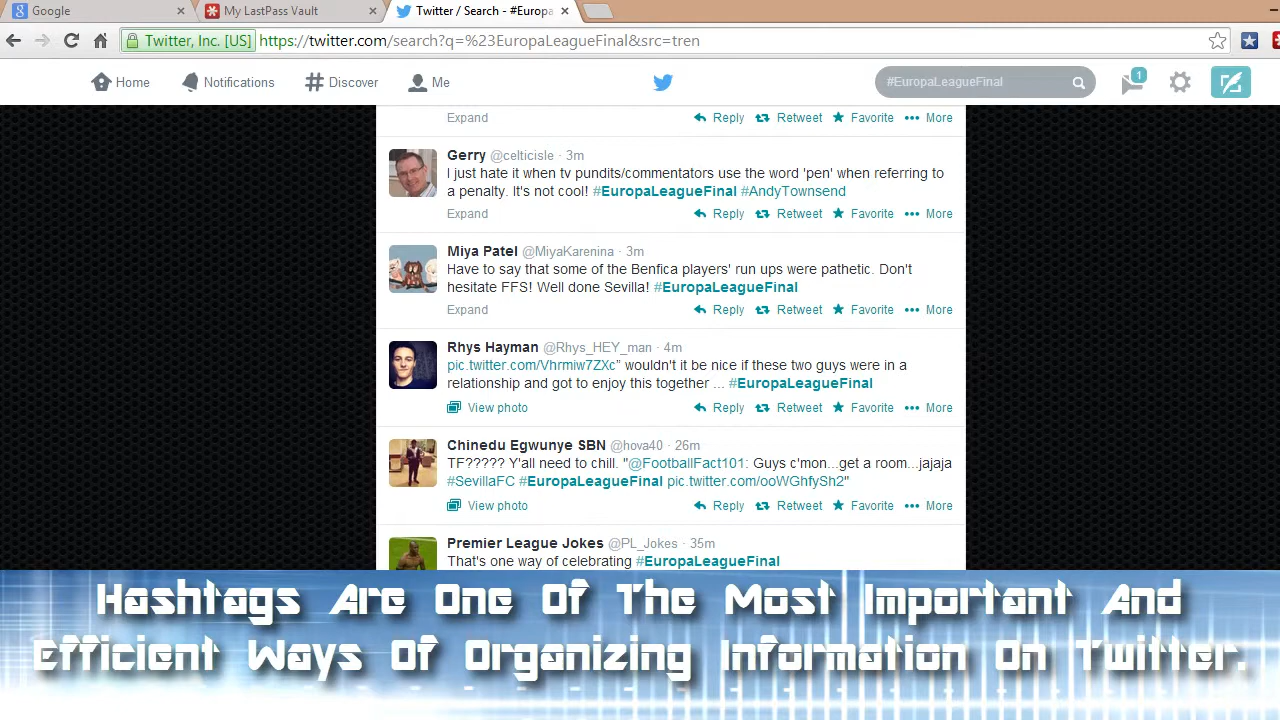 Google
My LastPass Vault
Twitter / Search - #Europa
Twitter, Inc. [US] https://twitter.com/search?q=%23EuropaLeagueFinal&src=tren
Home Notifications # Discover Me #EuropaLeagueFinal 1
Expand Reply Retweet Favorite More
Gerry @celticisle · 3m
I just hate it when tv pundits/commentators use the word 'pen' when referring to
a penalty. It's not cool! #EuropaLeagueFinal #AndyTownsend
Expand Reply Retweet Favorite More
Miya Patel @MiyaKarenina · 3m
Have to say that some of the Benfica players' run ups were pathetic. Don't
hesitate FFS! Well done Sevilla! #EuropaLeagueFinal
Expand Reply Retweet Favorite More
Rhys Hayman @Rhys_HEY_man · 4m
pic.twitter.com/Vhrmiw7ZXc” wouldn't it be nice if these two guys were in a
relationship and got to enjoy this together ... #EuropaLeagueFinal
View photo Reply Retweet Favorite More
Chinedu Egwunye SBN @hova40 · 26m
TF????? Y'all need to chill. "@FootballFact101: Guys c'mon...get a room...jajaja
#SevillaFC #EuropaLeagueFinal pic.twitter.com/ooWGhfySh2"
View photo Reply Retweet Favorite More
Premier League Jokes @PL_Jokes · 35m
That's one way of celebrating #EuropaLeagueFinal
Hashtags Are One Of The Most Important And
Efficient Ways Of Organizing Information On Twitter.